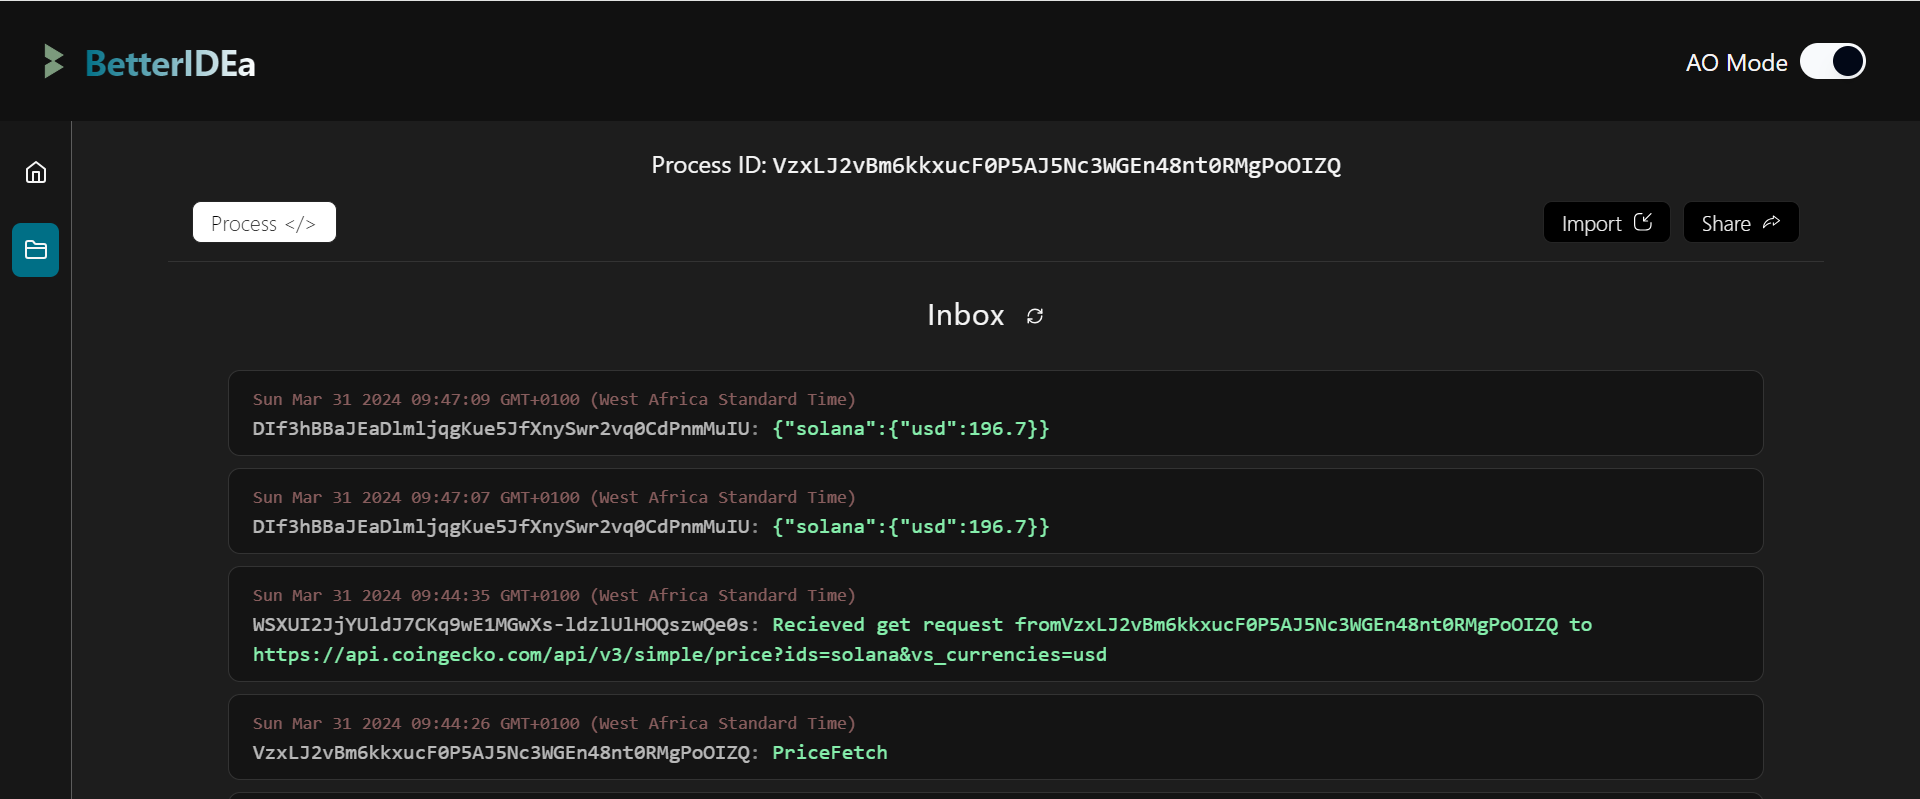 BetterIDEa
AO Mode
Process ID: VzxLJ2vBm6kkxucF0P5AJ5Nc3WGEn48nt0RMgPoOIZQ
Process </>
Import
Share
Inbox
Sun Mar 31 2024 09:47:09 GMT+0100 (West Africa Standard Time)
DIf3hBBaJEaDlmljqgKue5JfXnySwr2vq0CdPnmMuIU: {"solana":{"usd":196.7}}
Sun Mar 31 2024 09:47:07 GMT+0100 (West Africa Standard Time)
DIf3hBBaJEaDlmljqgKue5JfXnySwr2vq0CdPnmMuIU: {"solana":{"usd":196.7}}
Sun Mar 31 2024 09:44:35 GMT+0100 (West Africa Standard Time)
WSXUI2JjYUldJ7CKq9wE1MGwXs-ldzlUlHOQszwQe0s: Recieved get request fromVzxLJ2vBm6kkxucF0P5AJ5Nc3WGEn48nt0RMgPoOIZQ to
https://api.coingecko.com/api/v3/simple/price?ids=solana&vs_currencies=usd
Sun Mar 31 2024 09:44:26 GMT+0100 (West Africa Standard Time)
VzxLJ2vBm6kkxucF0P5AJ5Nc3WGEn48nt0RMgPoOIZQ: PriceFetch